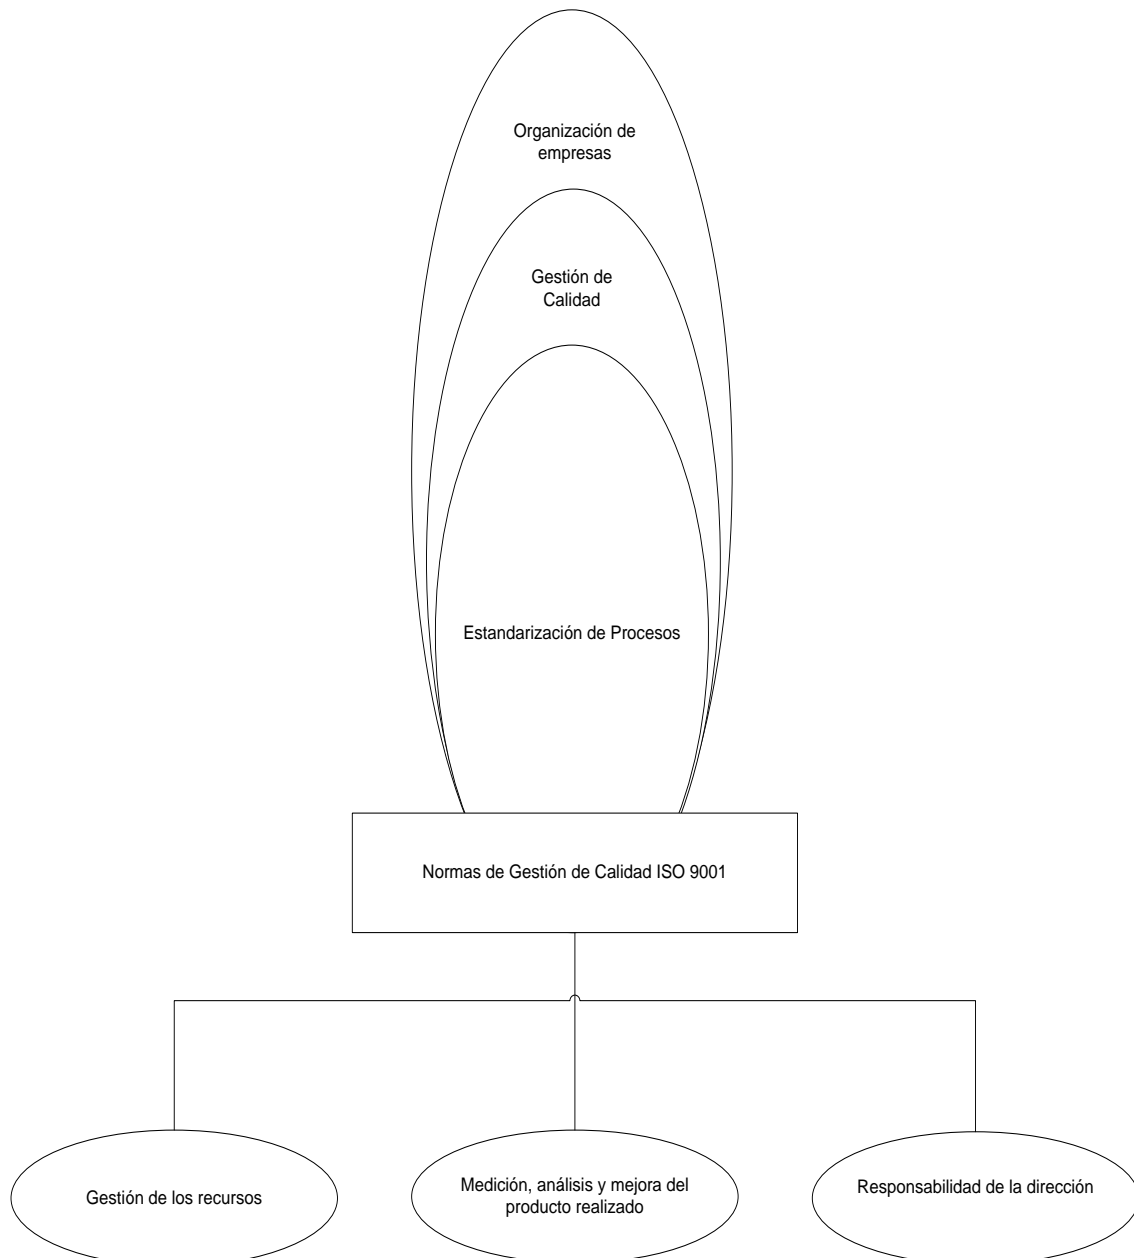 Organización de
empresas
Gestión de
Calidad
Estandarización de Procesos
Normas de Gestión de Calidad ISO 9001
Gestión de los recursos
Medición, análisis y mejora del
producto realizado
Responsabilidad de la dirección